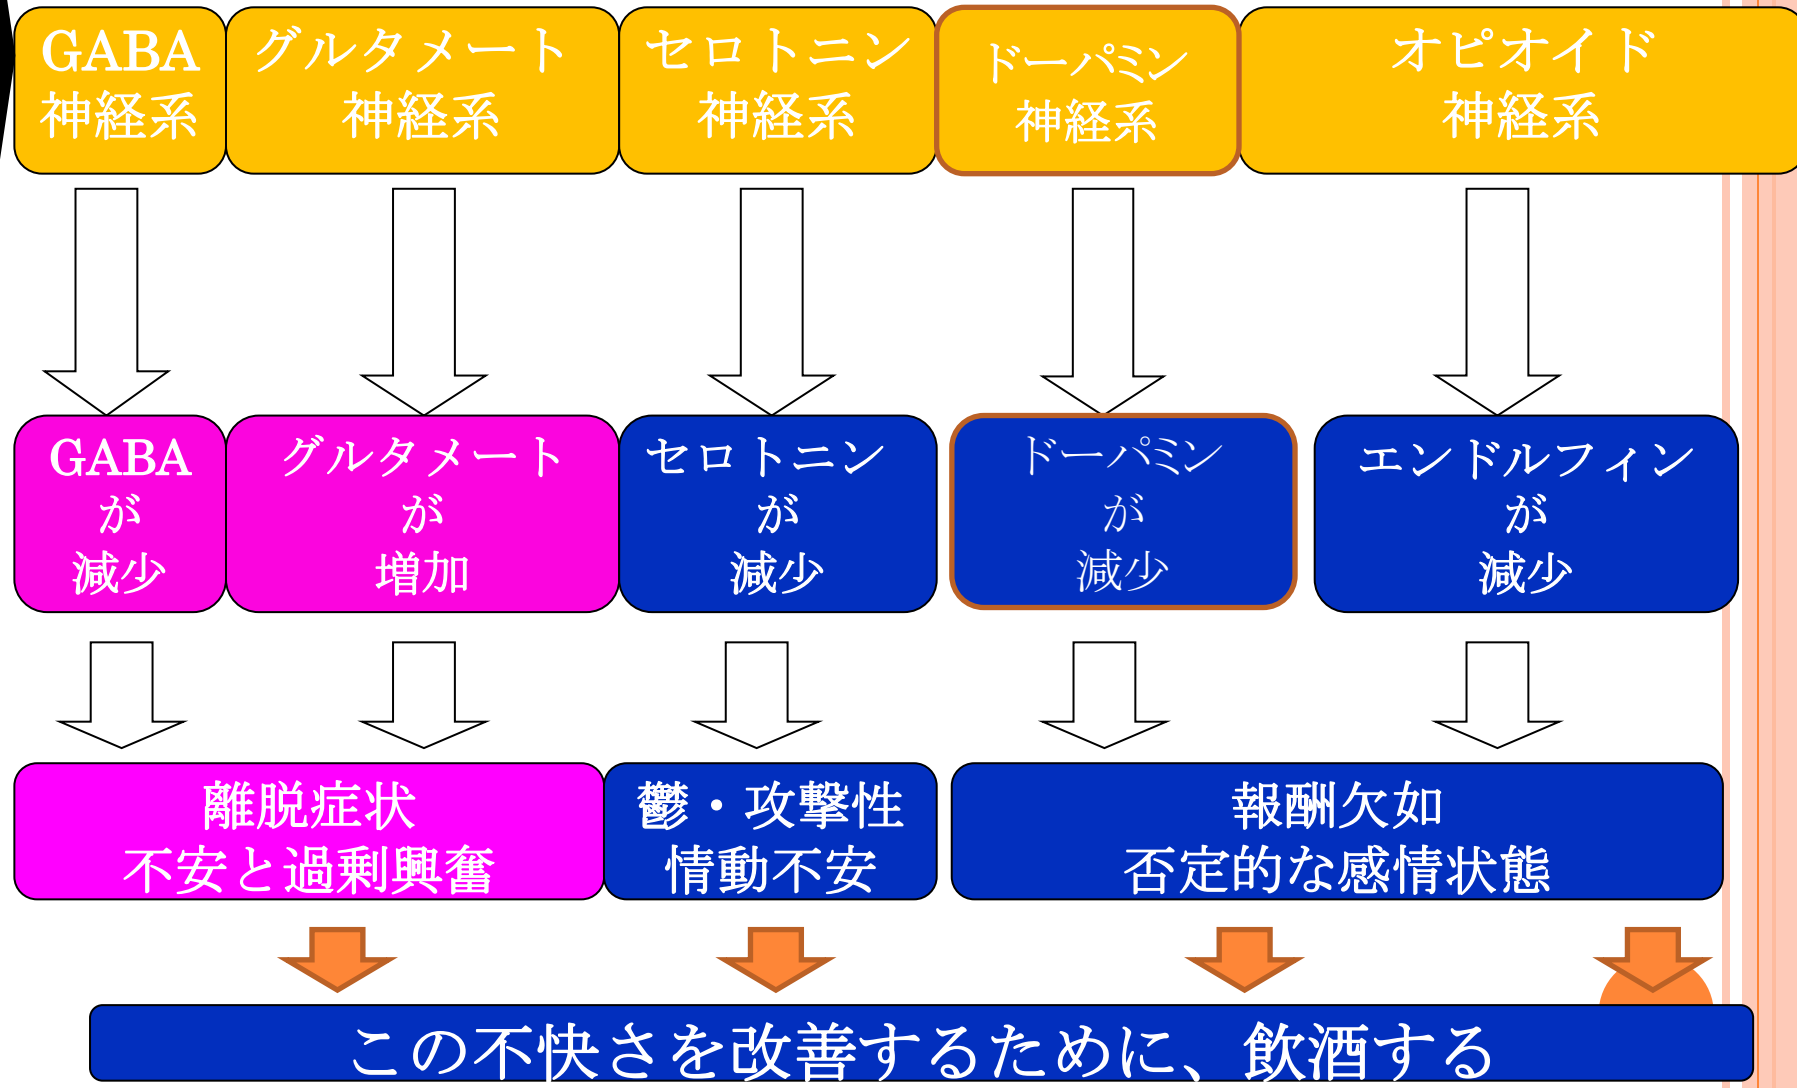 GABA
神経系
グルタメート
神経系
セロトニン
神経系
ドーパミン
神経系
オピオイド
神経系
GABA
が
減少
グルタメート
が
増加
セロトニン
が
減少
ドーパミン
が
減少
エンドルフィン
が
減少
離脱症状
不安と過剰興奮
鬱・攻撃性
情動不安
報酬欠如
否定的な感情状態
この不快さを改善するために、飲酒する